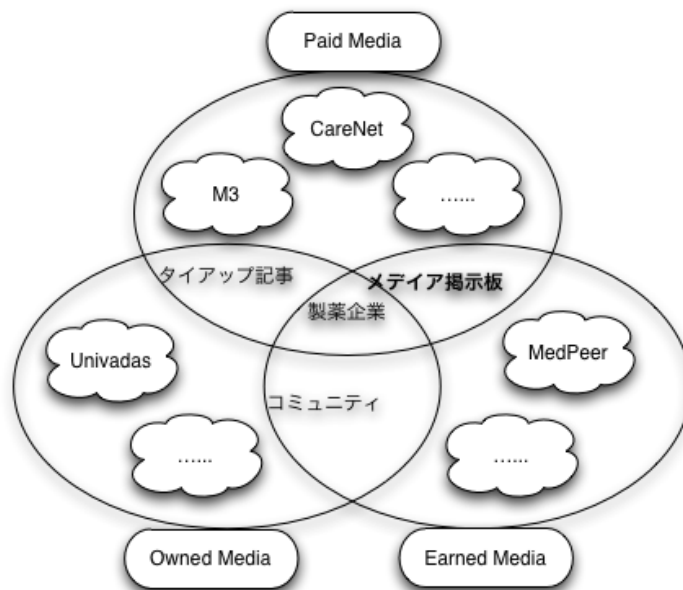 Paid Media
CareNet
M3
…...
タイアップ記事
メデイア掲示板
製薬企業
Univadas
MedPeer
コミュニティ
…...
…...
Owned Media
Earned Media